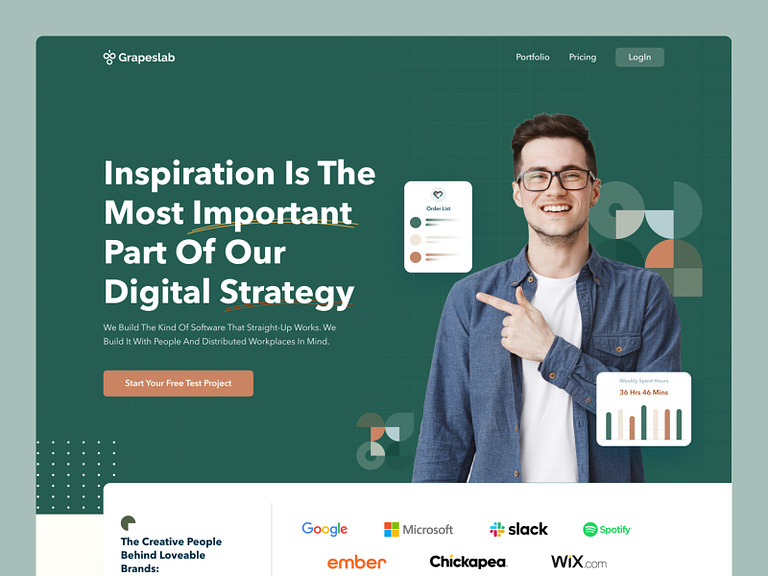 Grapeslab
Portfolio
Pricing
LogIn
Inspiration Is The
Most Important
Part Of Our
Digital Strategy
We Build The Kind Of Software That Straight-Up Works. We
Build It With People And Distributed Workplaces In Mind.
Start Your Free Test Project
Order List
Weekly Spent Hours
36 Hrs 46 Mins
The Creative People
Behind Loveable
Brands:
Google
Microsoft
slack
Spotify
ember
Chickapea.
WiX.com